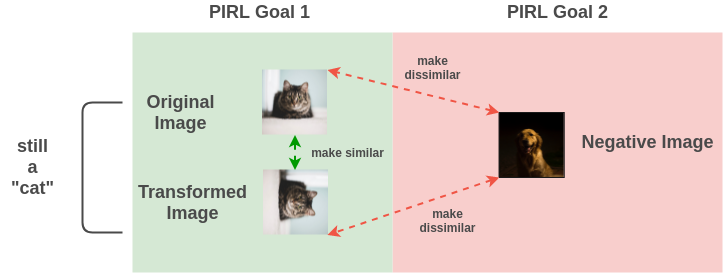 PIRL Goal 1
PIRL Goal 2
make
dissimilar
Original
Image
still
a
"cat"
make similar
Negative Image
Transformed
Image
make
dissimilar